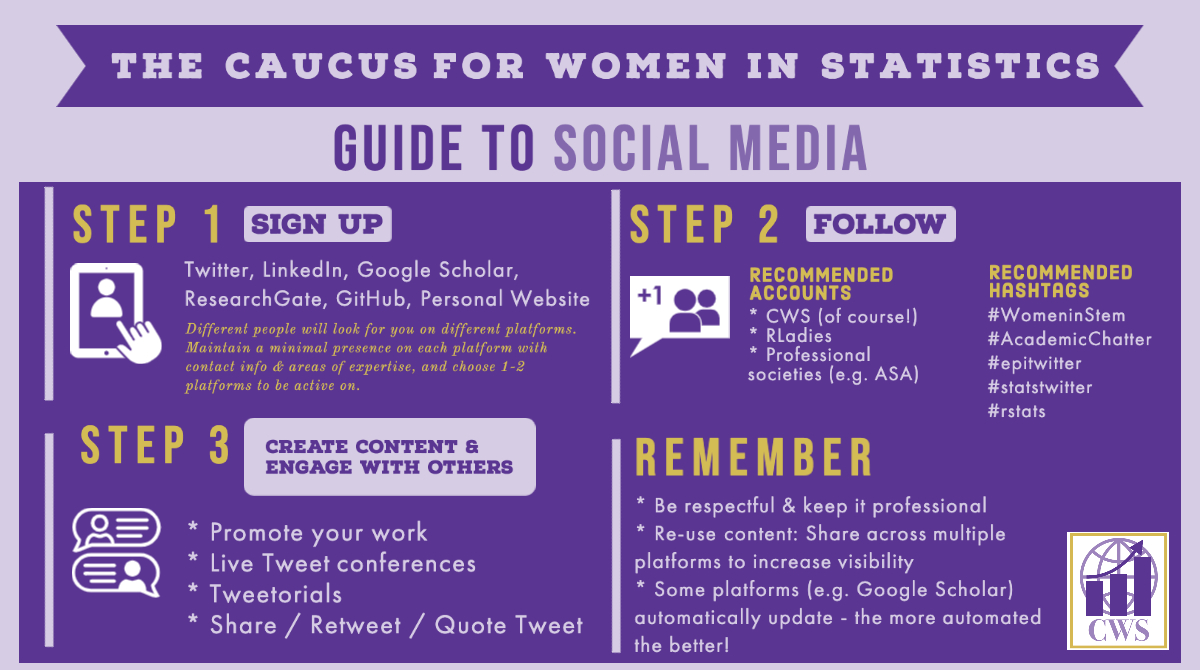 THE CAUCUS FOR WOMEN IN STATISTICS
GUIDE TO SOCIAL MEDIA
STEP 1 SIGN UP
Twitter, LinkedIn, Google Scholar,
ResearchGate, GitHub, Personal Website
Different people will look for you on different platforms.
Maintain a minimal presence on each platform with
contact info & areas of expertise, and choose 1-2
platforms to be active on.
STEP 2 FOLLOW
+1
RECOMMENDED
ACCOUNTS
* CWS (of course!)
* RLadies
* Professional
societies (e.g. ASA)
RECOMMENDED
HASHTAGS
#WomeninStem
#AcademicChatter
#epitwitter
#statstwitter
#rstats
STEP 3 CREATE CONTENT &
ENGAGE WITH OTHERS
* Promote your work
* Live Tweet conferences
* Tweetorials
* Share / Retweet / Quote Tweet
REMEMBER
* Be respectful & keep it professional
* Re-use content: Share across multiple
platforms to increase visibility
* Some platforms (e.g. Google Scholar)
automatically update - the more automated
the better!
CWS